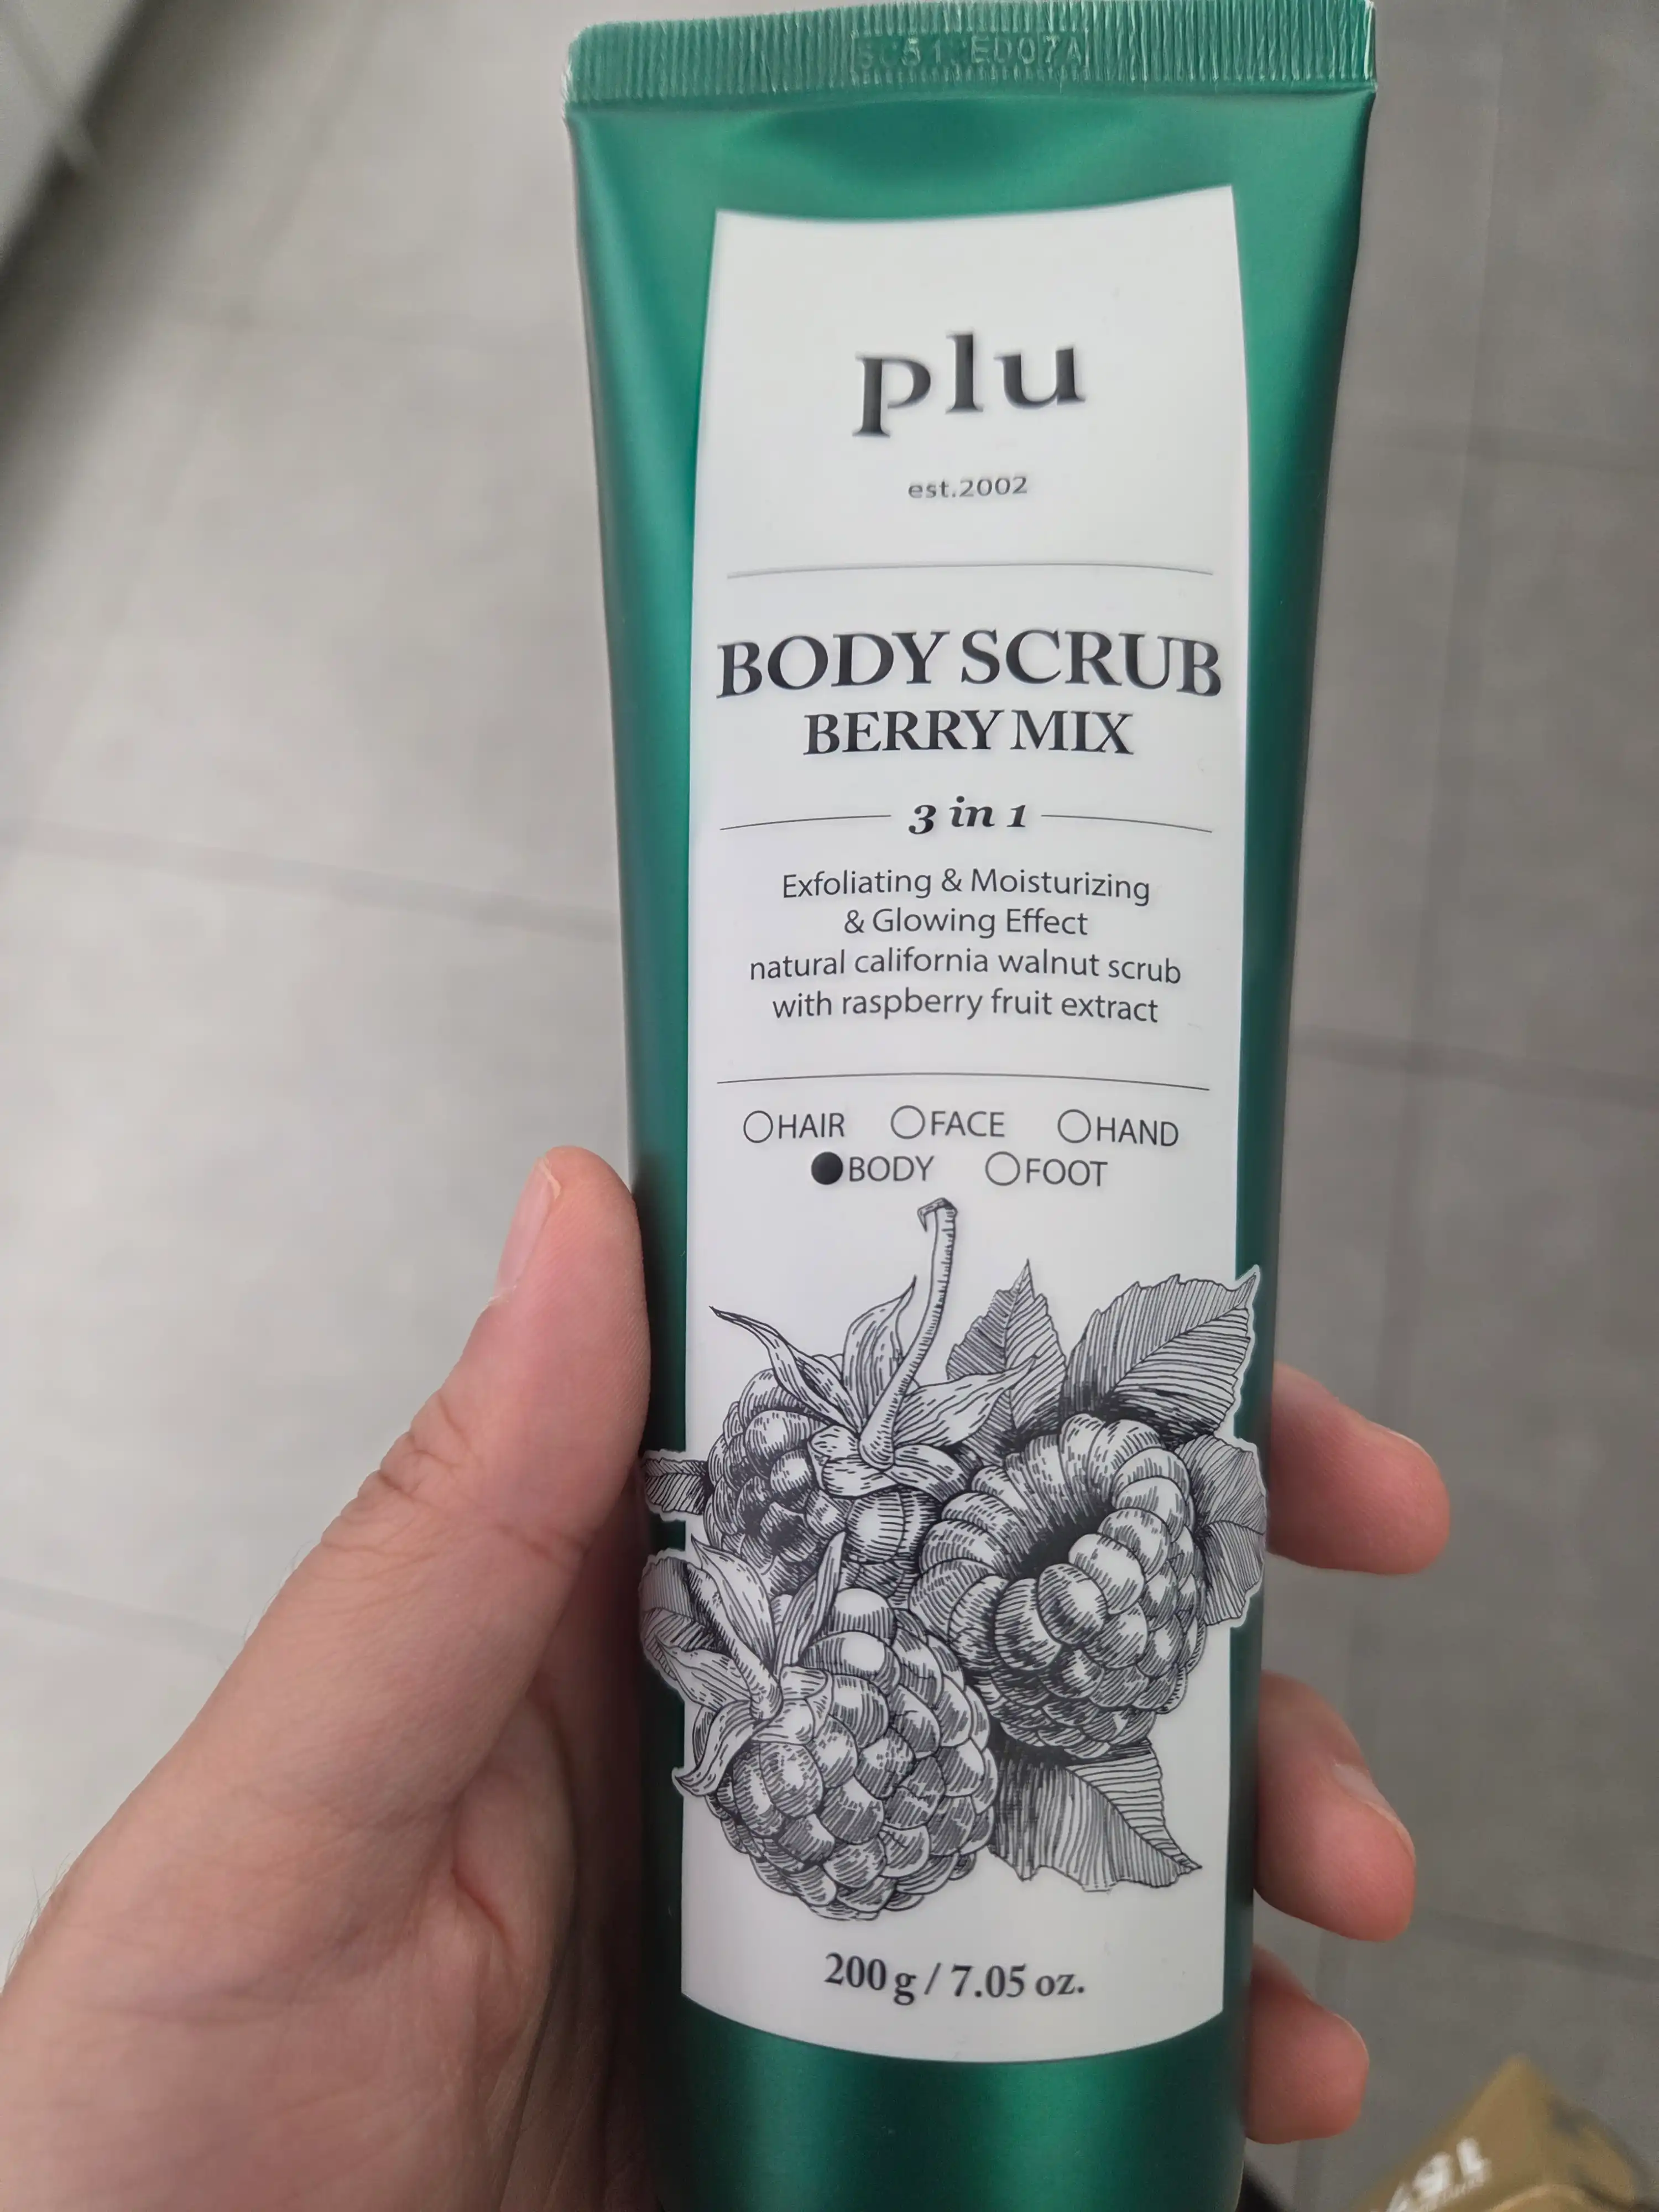 plu
est.2002
BODY SCRUB
BERRY MIX
3 in 1
Exfoliating & Moisturizing
& Glowing Effect
natural california walnut scrub
with raspberry fruit extract
○HAIR ○FACE ○HAND
●BODY ○FOOT
200 g / 7.05 oz.